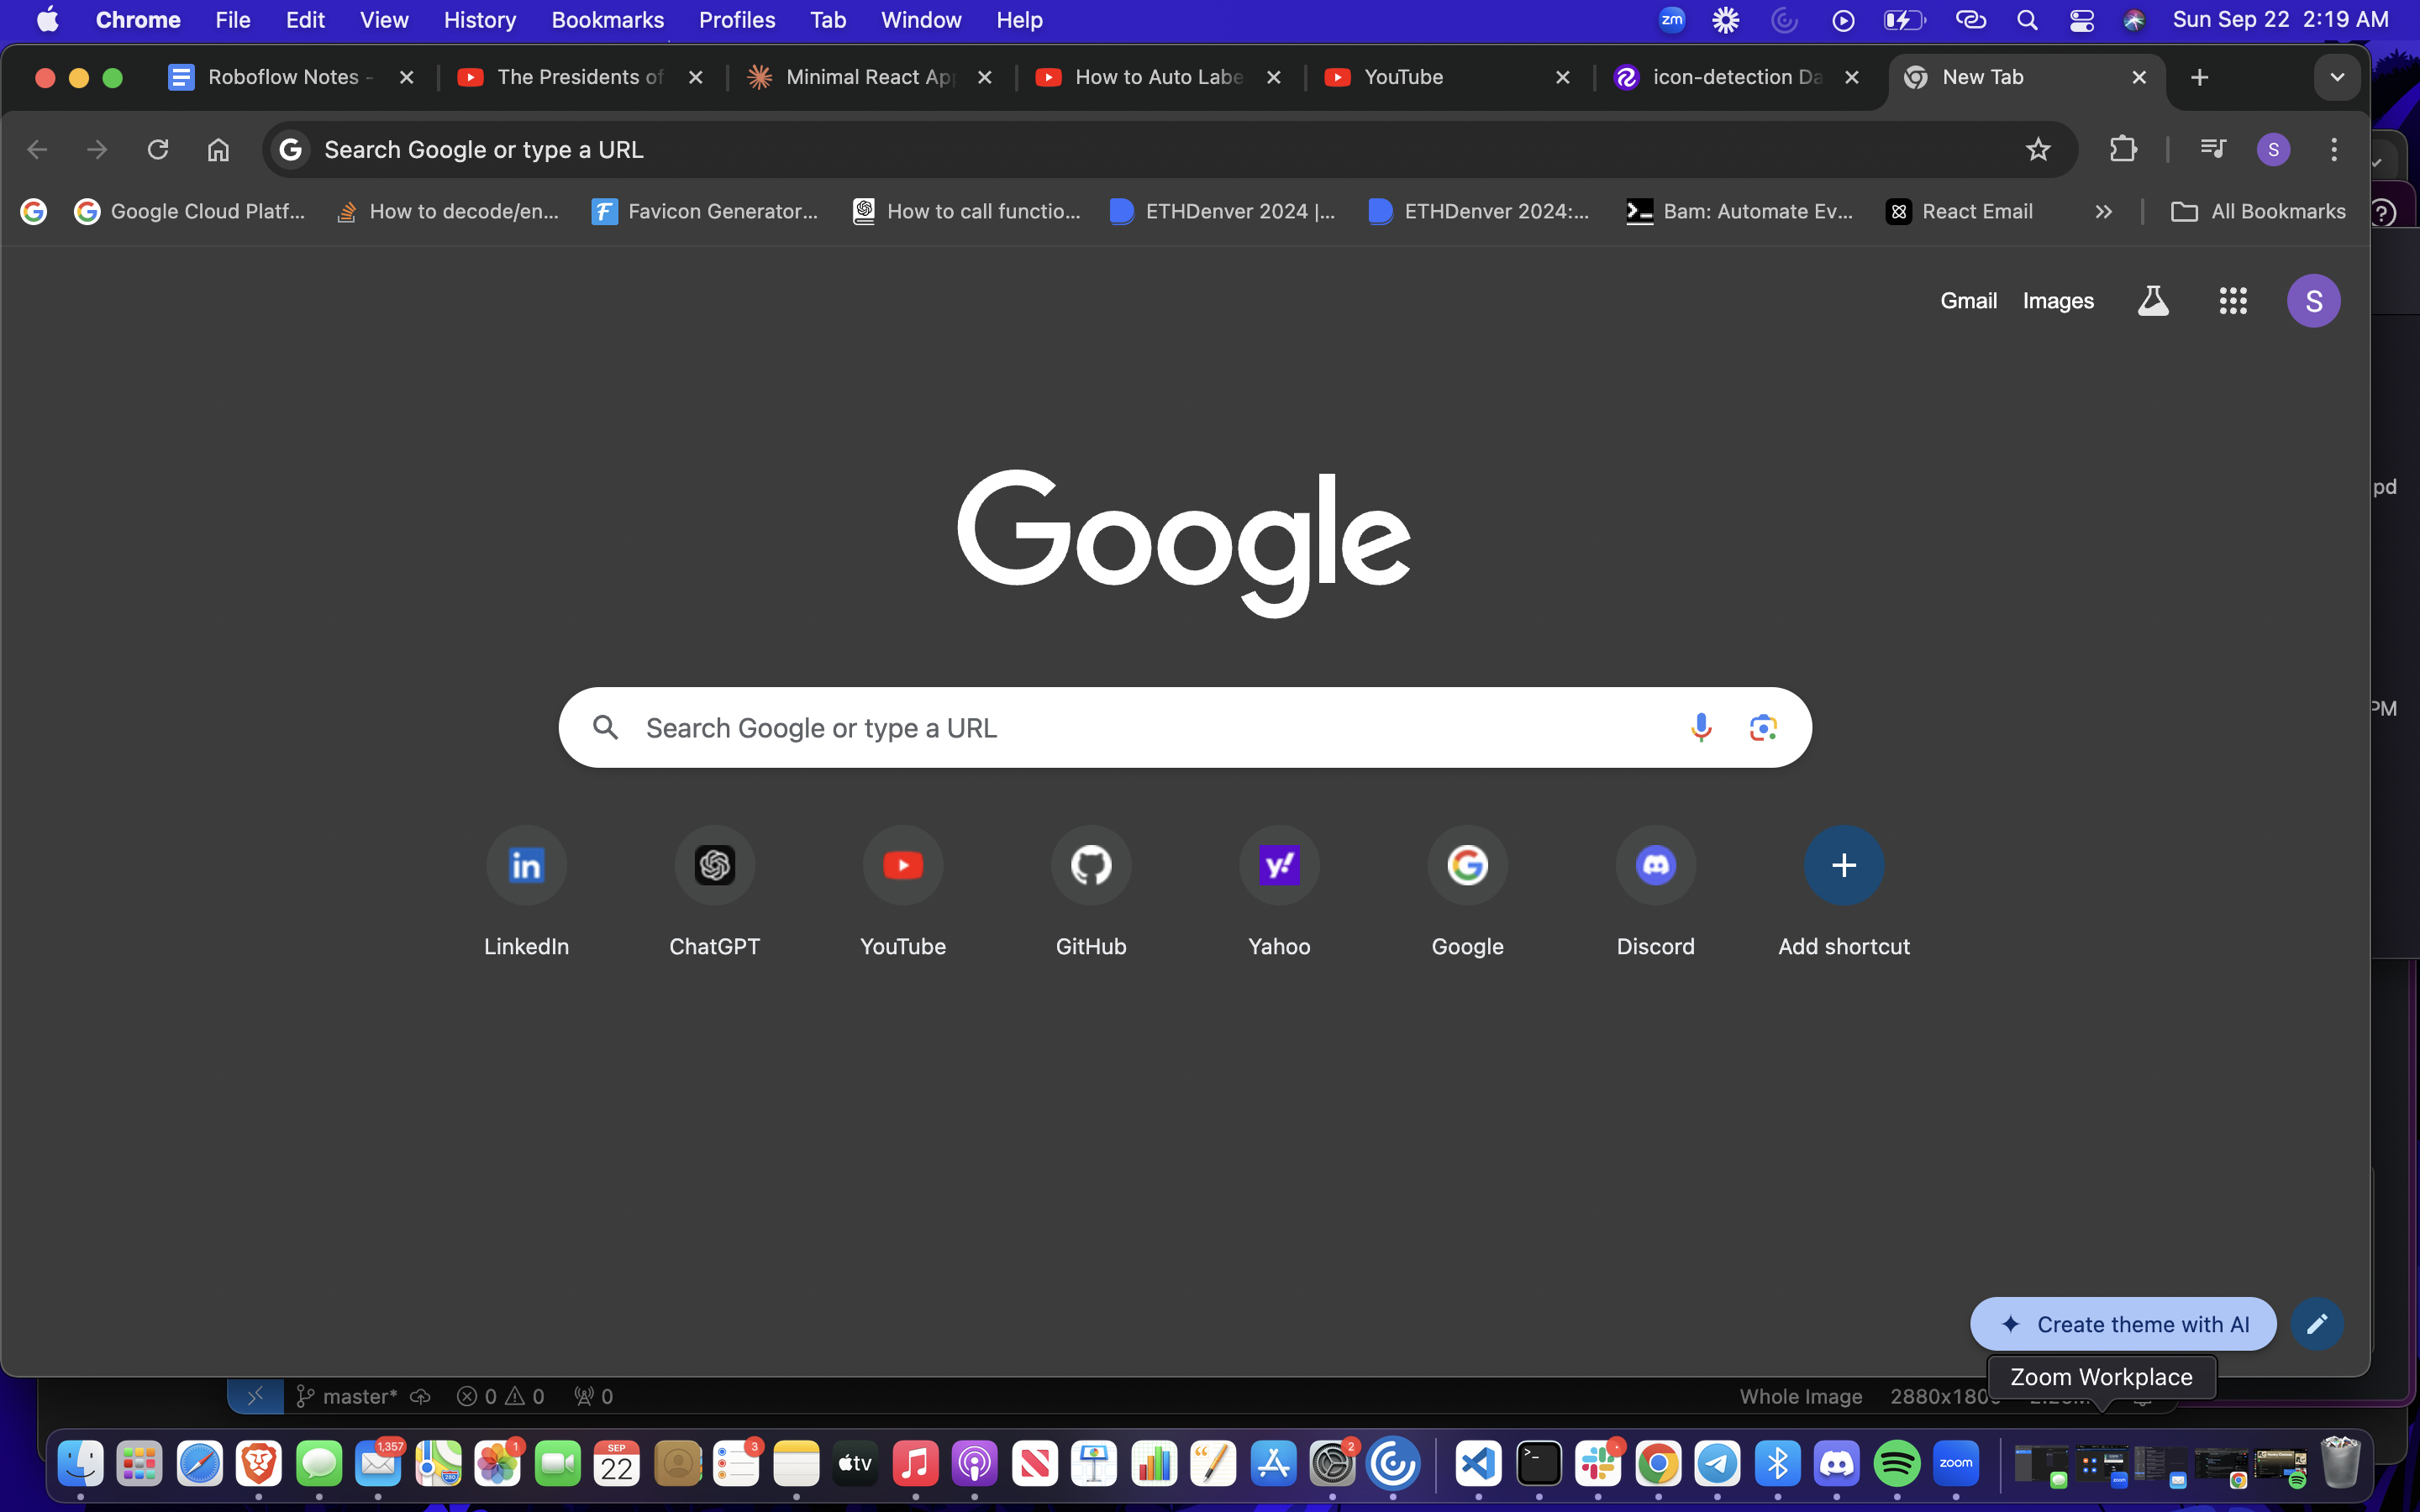 Chrome File Edit View History Bookmarks Profiles Tab Window Help zm Sun Sep 22 2:19 AM
Roboflow Notes - The Presidents of Minimal React Ap How to Auto Labe YouTube icon-detection Da New Tab
Search Google or type a URL S
Google Cloud Platf... How to decode/en... Favicon Generator... How to call functio... ETHDenver 2024 |... ETHDenver 2024:... Bam: Automate Ev... React Email » All Bookmarks
Gmail Images S
pd
Google
PM
Search Google or type a URL
LinkedIn ChatGPT YouTube GitHub Yahoo Google Discord Add shortcut
Create theme with AI
Zoom Workplace
master* 0 0 0 Whole Image
1,357 280 1 SEP 22 3 tv 2 zoom